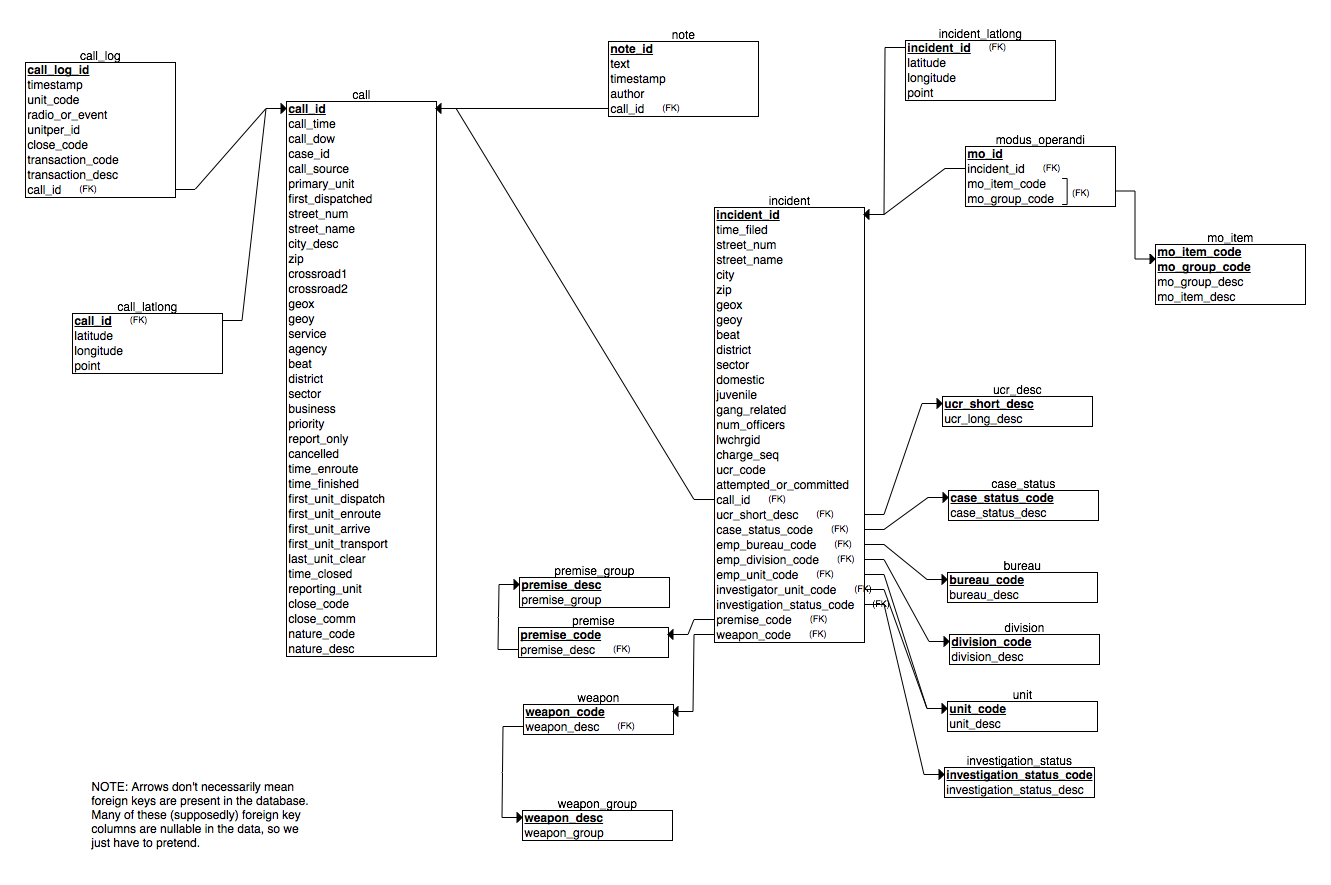 call_log
call_log_id
timestamp
unit_code
radio_or_event
unitper_id
close_code
transaction_code
transaction_desc
call_id (FK)
call_latlong
call_id (FK)
latitude
longitude
point
call
call_id
call_time
call_dow
case_id
call_source
primary_unit
first_dispatched
street_num
street_name
city_desc
zip
crossroad1
crossroad2
geox
geoy
service
agency
beat
district
sector
business
priority
report_only
cancelled
time_enroute
time_finished
first_unit_dispatch
first_unit_enroute
first_unit_arrive
first_unit_transport
last_unit_clear
time_closed
reporting_unit
close_code
close_comm
nature_code
nature_desc
note
note_id
text
timestamp
author
call_id (FK)
incident_latlong
incident_id (FK)
latitude
longitude
point
modus_operandi
mo_id
incident_id (FK)
mo_item_code
mo_group_code
(FK)
mo_item
mo_item_code
mo_group_code
mo_group_desc
mo_item_desc
incident
incident_id
time_filed
street_num
street_name
city
zip
geox
geoy
beat
district
sector
domestic
juvenile
gang_related
num_officers
lwchrgid
charge_seq
ucr_code
attempted_or_committed
call_id (FK)
ucr_short_desc (FK)
case_status_code (FK)
emp_bureau_code (FK)
emp_division_code (FK)
emp_unit_code (FK)
investigator_unit_code (FK)
investigation_status_code (FK)
premise_code (FK)
weapon_code (FK)
ucr_desc
ucr_short_desc
ucr_long_desc
case_status
case_status_code
case_status_desc
bureau
bureau_code
bureau_desc
division
division_code
division_desc
unit
unit_code
unit_desc
investigation_status
investigation_status_code
investigation_status_desc
premise_group
premise_desc
premise_group
premise
premise_code
premise_desc (FK)
weapon
weapon_code
weapon_desc (FK)
weapon_group
weapon_desc
weapon_group
NOTE: Arrows don't necessarily mean
foreign keys are present in the database.
Many of these (supposedly) foreign key
columns are nullable in the data, so we
just have to pretend.